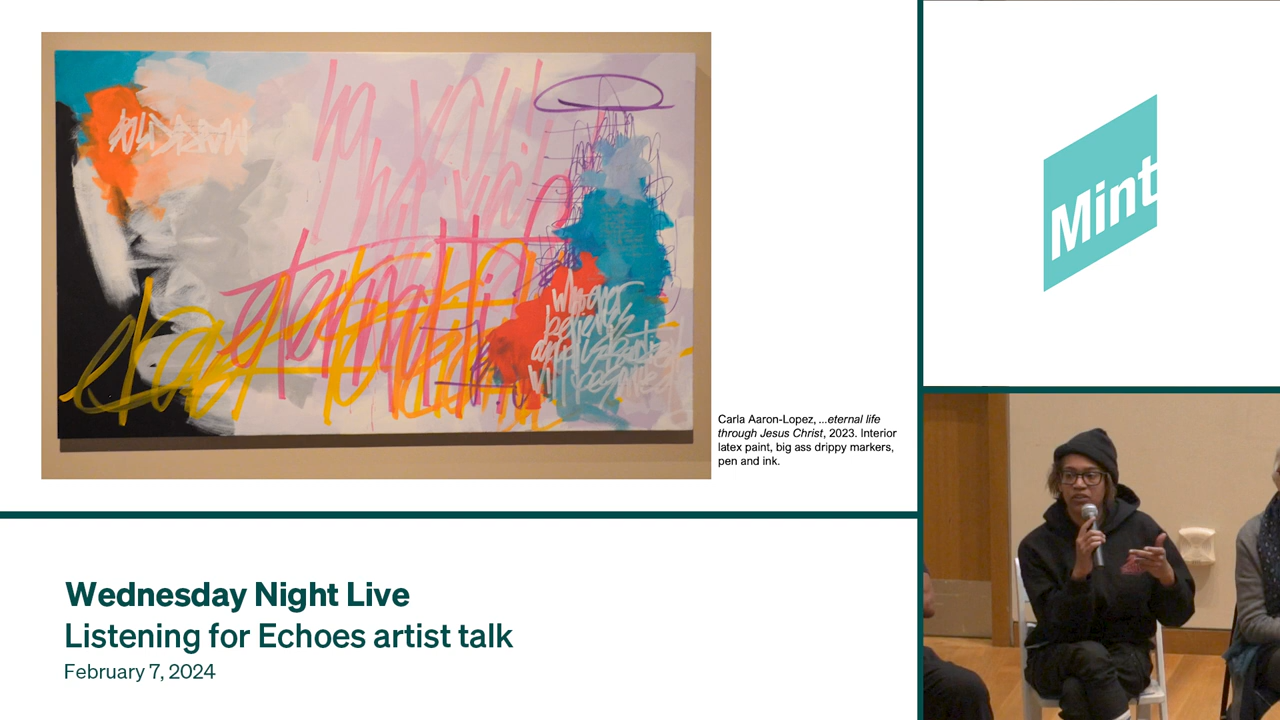 Carla Aaron-Lopez, ...eternal life
through Jesus Christ, 2023. Interior
latex paint, big ass drippy markers,
pen and ink.
Mint
Wednesday Night Live
Listening for Echoes artist talk
February 7, 2024